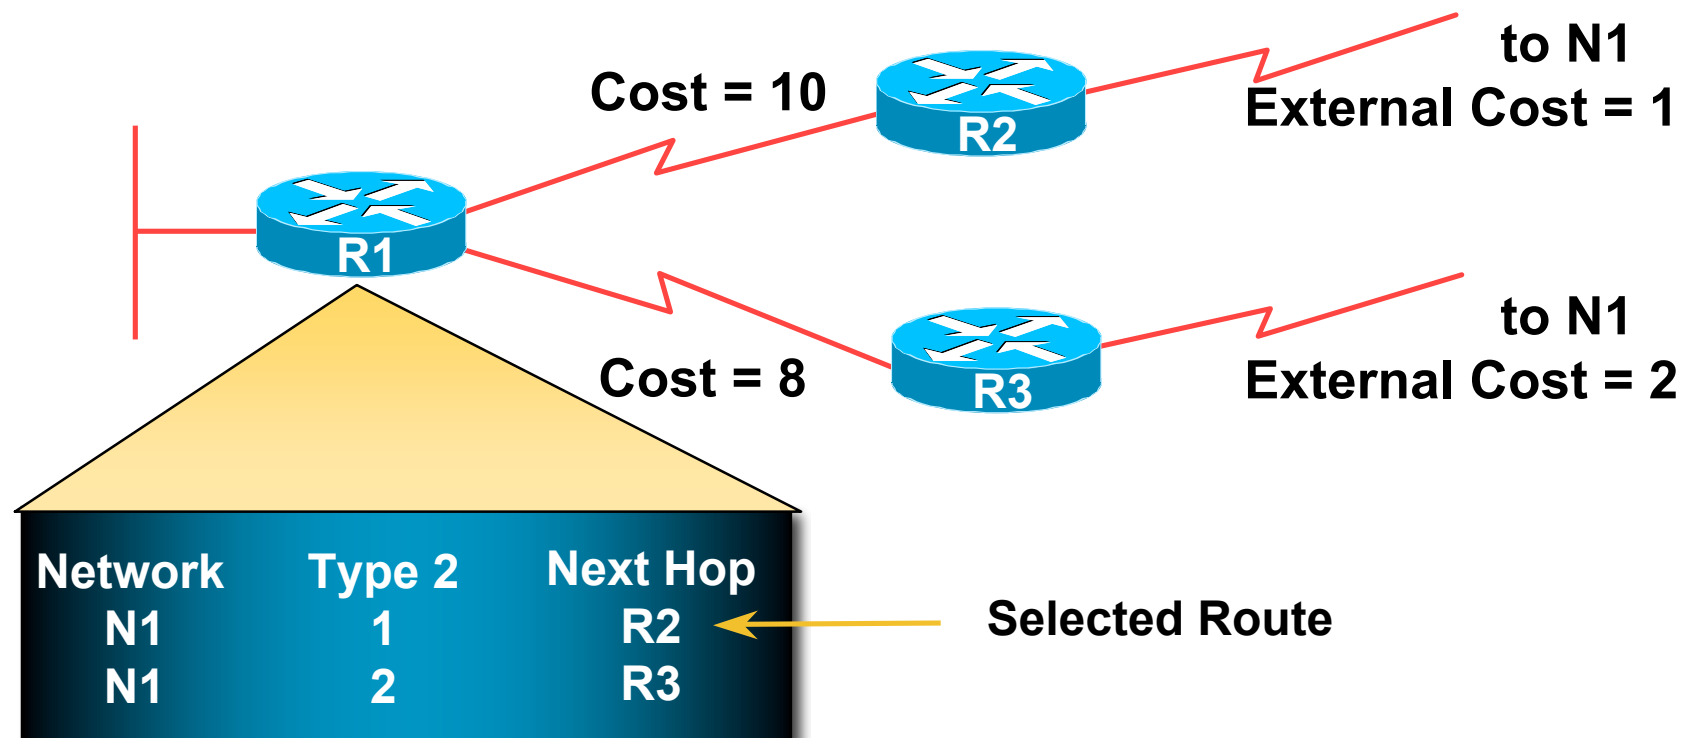 to N1
External Cost = 1
Cost = 10
R2
R1
to N1
External Cost = 2
Cost = 8
R3
Network Type 2 Next Hop
N1 1 R2
N1 2 R3
Selected Route